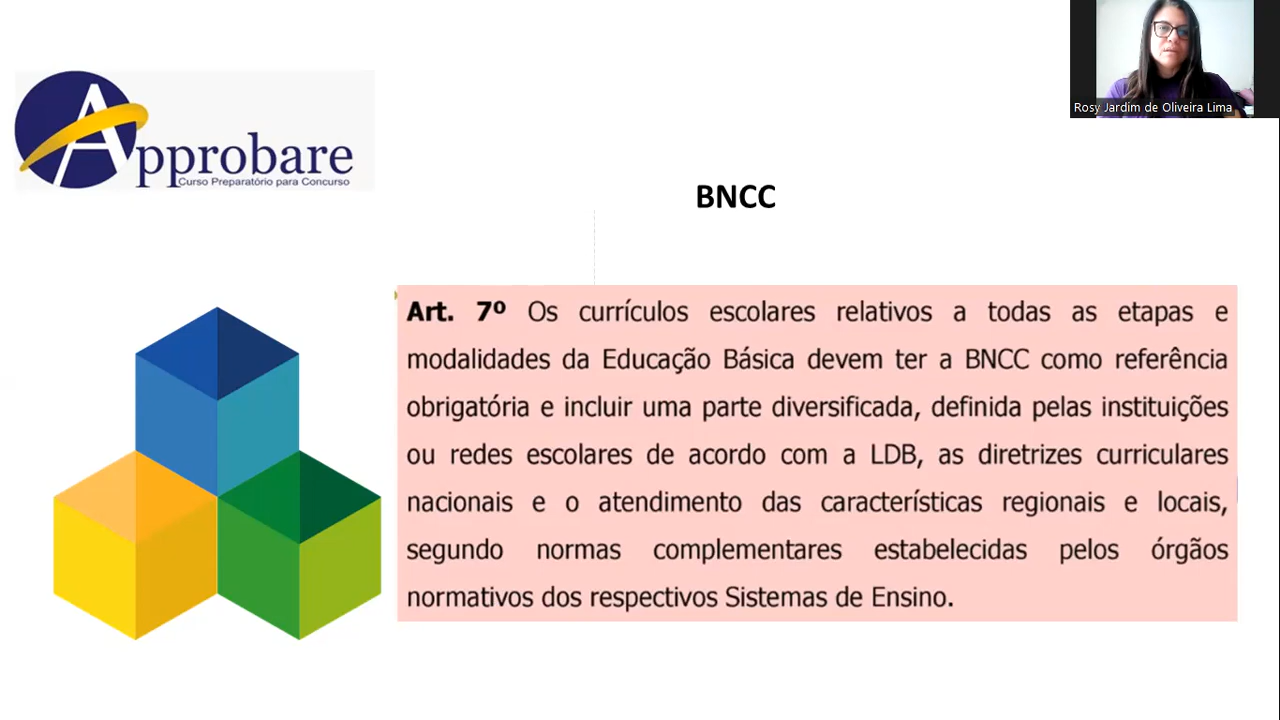 Rosy Jardim de Oliveira Lima
Approbare
Curso Preparatório para Concurso
BNCC
Art. 7º Os currículos escolares relativos a todas as etapas e
modalidades da Educação Básica devem ter a BNCC como referência
obrigatória e incluir uma parte diversificada, definida pelas instituições
ou redes escolares de acordo com a LDB, as diretrizes curriculares
nacionais e o atendimento das características regionais e locais,
segundo normas complementares estabelecidas pelos órgãos
normativos dos respectivos Sistemas de Ensino.